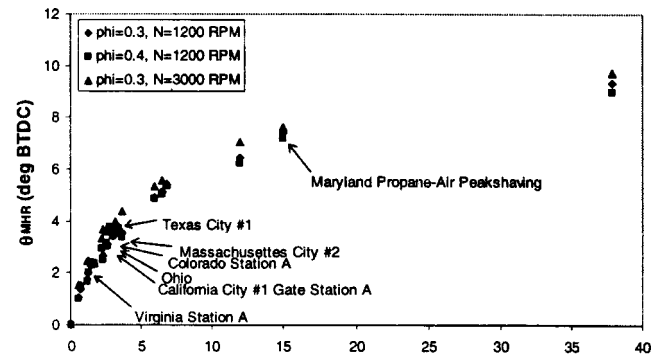 phi=0.3, N=1200 RPM
phi=0.4, N=1200 RPM
phi=0.3, N=3000 RPM
θMHR (deg BTDC)
12
10
8
6
4
2
0
Maryland Propane-Air Peakshaving
Texas City #1
Massachusettes City #2
Colorado Station A
Ohio
California City #1 Gate Station A
Virginia Station A
0
5
10
15
20
25
30
35
40